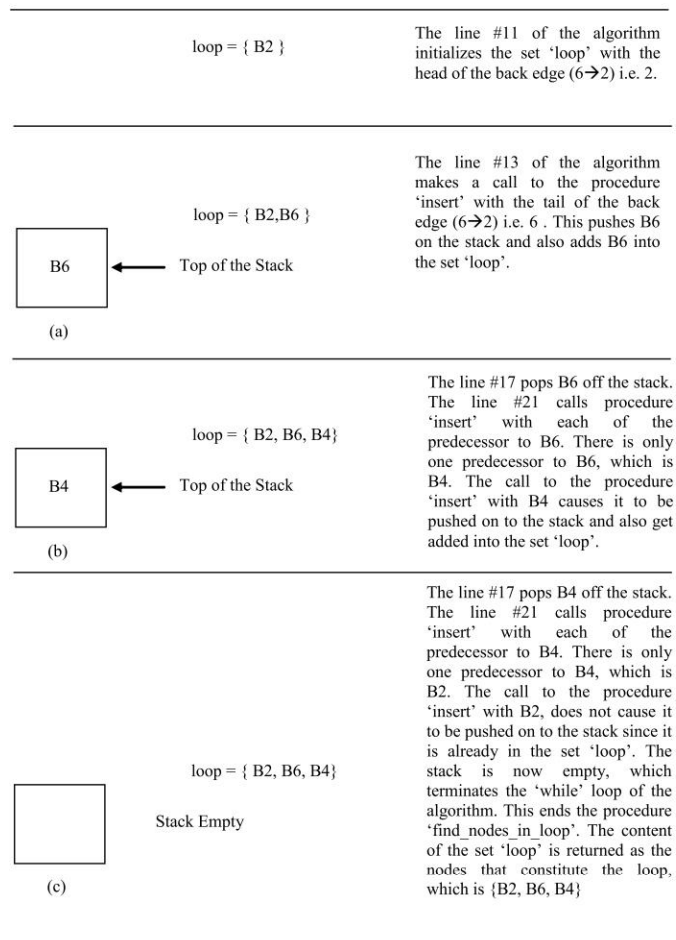 loop = { B2 }
The line #11 of the algorithm
initializes the set ‘loop’ with the
head of the back edge (6→2) i.e. 2.
loop = { B2,B6 }
B6
Top of the Stack
(a)
The line #13 of the algorithm
makes a call to the procedure
‘insert’ with the tail of the back
edge (6→2) i.e. 6 . This pushes B6
on the stack and also adds B6 into
the set ‘loop’.
loop = { B2, B6, B4}
B4
Top of the Stack
(b)
The line #17 pops B6 off the stack.
The line #21 calls procedure
‘insert’ with each of the
predecessor to B6. There is only
one predecessor to B6, which is
B4. The call to the procedure
‘insert’ with B4 causes it to be
pushed on to the stack and also get
added into the set ‘loop’.
loop = { B2, B6, B4}
Stack Empty
(c)
The line #17 pops B4 off the stack.
The line #21 calls procedure
‘insert’ with each of the
predecessor to B4. There is only
one predecessor to B4, which is
B2. The call to the procedure
‘insert’ with B2, does not cause it
to be pushed on to the stack since it
is already in the set ‘loop’. The
stack is now empty, which
terminates the ‘while’ loop of the
algorithm. This ends the procedure
‘find_nodes_in_loop’. The content
of the set ‘loop’ is returned as the
nodes that constitute the loop,
which is {B2, B6, B4}